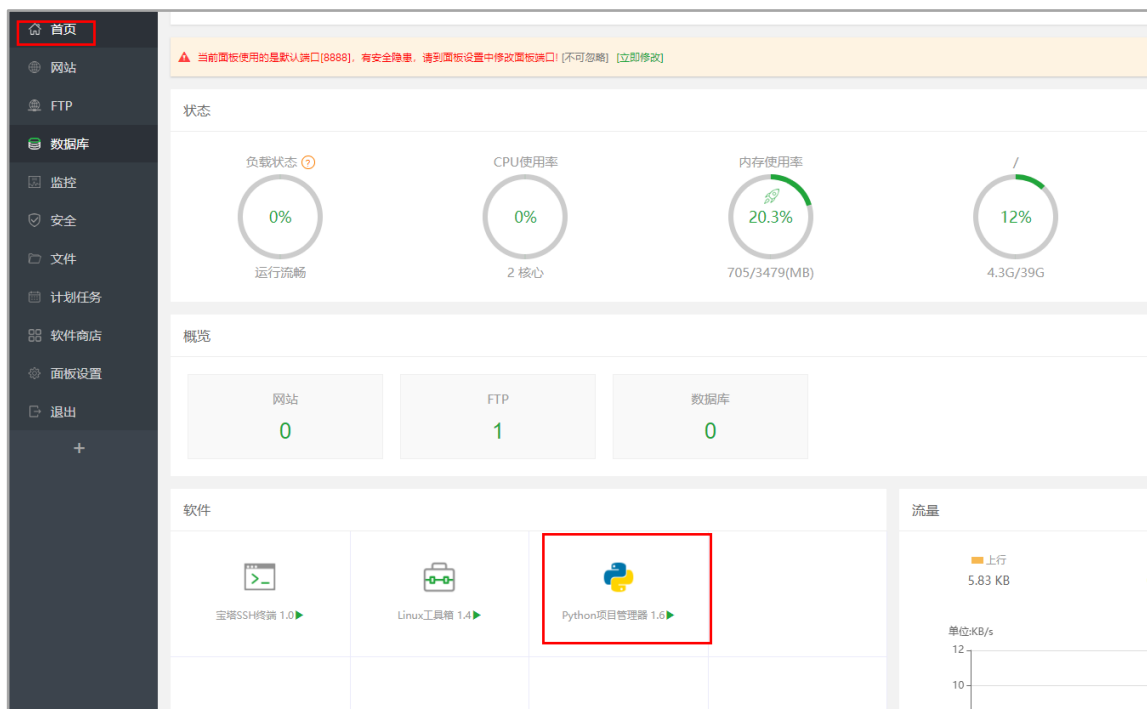 首页
网站
FTP
数据库
监控
安全
文件
计划任务
软件商店
面板设置
退出
+
当前面板使用的是默认端口[8888]，有安全隐患，请到面板设置中修改面板端口! [不可忽略] [立即修改]
状态
负载状态 ?
CPU使用率
内存使用率
/
0%
0%
20.3%
12%
运行流畅
2 核心
705/3479(MB)
4.3G/39G
概览
网站
FTP
数据库
0
1
0
软件
宝塔SSH终端 1.0
Linux工具箱 1.4
Python项目管理器 1.6
流量
上行
5.83 KB
单位:KB/s
12
10